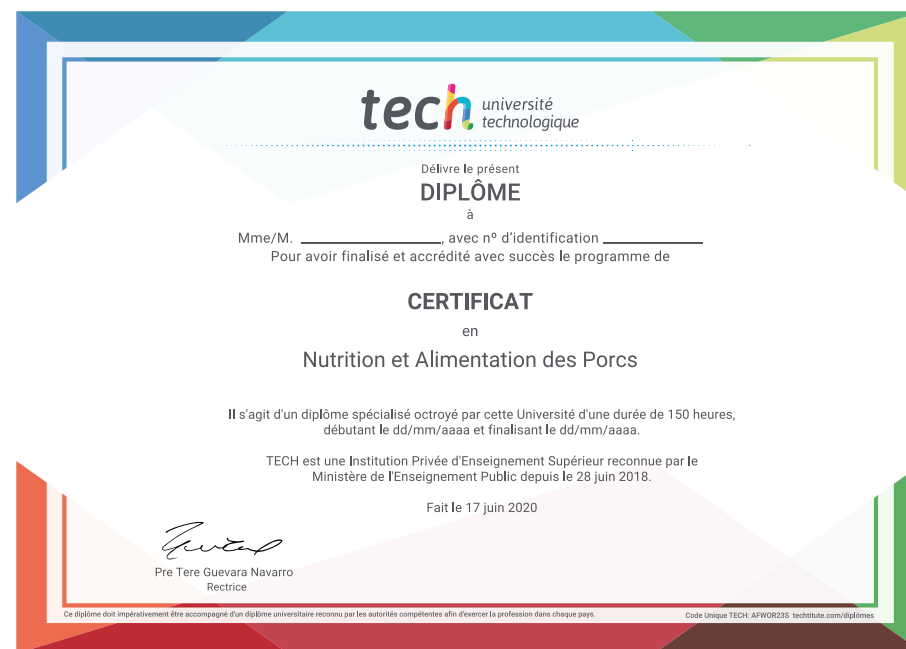 tech université
technologique
Délivre le présent
DIPLÔME
à
Mme/M. ____________________, avec nº d'identification ______________
Pour avoir finalisé et accrédité avec succès le programme de
CERTIFICAT
en
Nutrition et Alimentation des Porcs
Il s'agit d'un diplôme spécialisé octroyé par cette Université d'une durée de 150 heures,
débutant le dd/mm/aaaa et finalisant le dd/mm/aaaa.
TECH est une Institution Privée d'Enseignement Supérieur reconnue par le
Ministère de l'Enseignement Public depuis le 28 juin 2018.
Fait le 17 juin 2020
Pre Tere Guevara Navarro
Rectrice
Ce diplôme doit impérativement être accompagné d'un diplôme universitaire reconnu par les autorités compétentes afin d'exercer la profession dans chaque pays.
Code Unique TECH: AFWOR23S techtitute.com/diplômes